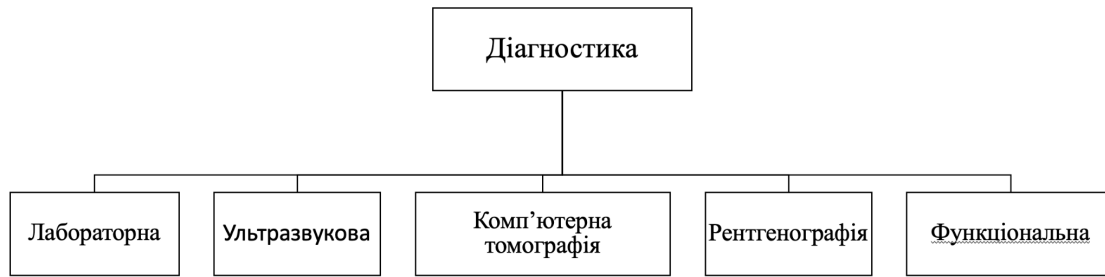 Діагностика
Лабораторна
Ультразвукова
Комп’ютерна
томографія
Рентгенографія
Функціональна